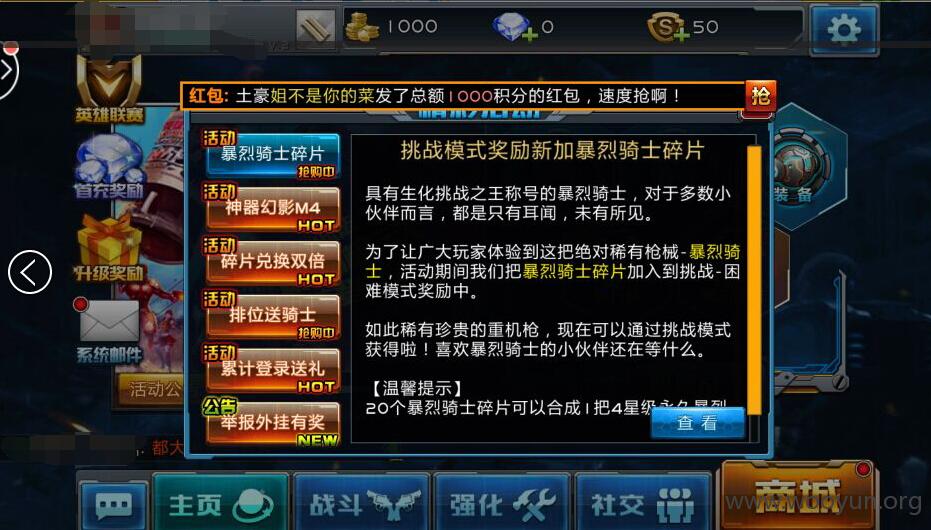 1000
0
50
红包: 土豪姐不是你的菜发了总额1000积分的红包，速度抢啊！
抢
英雄联赛
首充奖励
升级奖励
系统邮件
活动公
活动
暴烈骑士碎片
抢购中
活动
神器幻影M4
HOT
活动
碎片兑换双倍
HOT
活动
排位送骑士
抢购中
活动
累计登录送礼
HOT
公告
举报外挂有奖
NEW
挑战模式奖励新加暴烈骑士碎片
具有生化挑战之王称号的暴烈骑士，对于多数小
伙伴而言，都是只有耳闻，未有所见。
为了让广大玩家体验到这把绝对稀有枪械-暴烈骑
士，活动期间我们把暴烈骑士碎片加入到挑战-困
难模式奖励中。
如此稀有珍贵的重机枪，现在可以通过挑战模式
获得啦！喜欢暴烈骑士的小伙伴还在等什么。
【温馨提示】
20个暴烈骑士碎片可以合成1把4星级永久暴烈
查看
装备
都大
主页
战斗
强化
社交
商城
www.wooyun.org